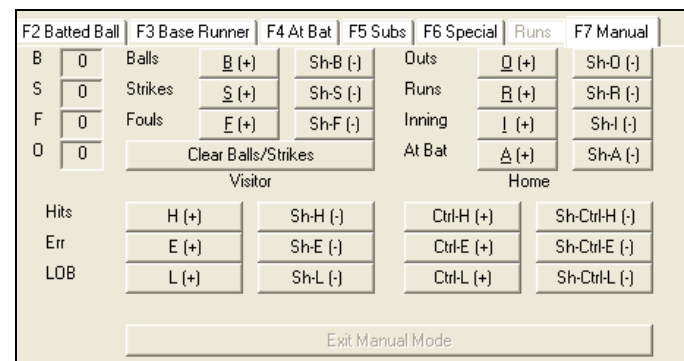 F2 Batted Ball F3 Base Runner F4 At Bat F5 Subs F6 Special Runs F7 Manual
B 0 Balls B (+) Sh-B (-) Outs O (+) Sh-O (-)
S 0 Strikes S (+) Sh-S (-) Runs R (+) Sh-R (-)
F 0 Fouls F (+) Sh-F (-) Inning I (+) Sh-I (-)
O 0 Clear Balls/Strikes At Bat A (+) Sh-A (-)
Visitor Home
Hits H (+) Sh-H (-) Ctrl-H (+) Sh-Ctrl-H (-)
Err E (+) Sh-E (-) Ctrl-E (+) Sh-Ctrl-E (-)
LOB L (+) Sh-L (-) Ctrl-L (+) Sh-Ctrl-L (-)
Exit Manual Mode